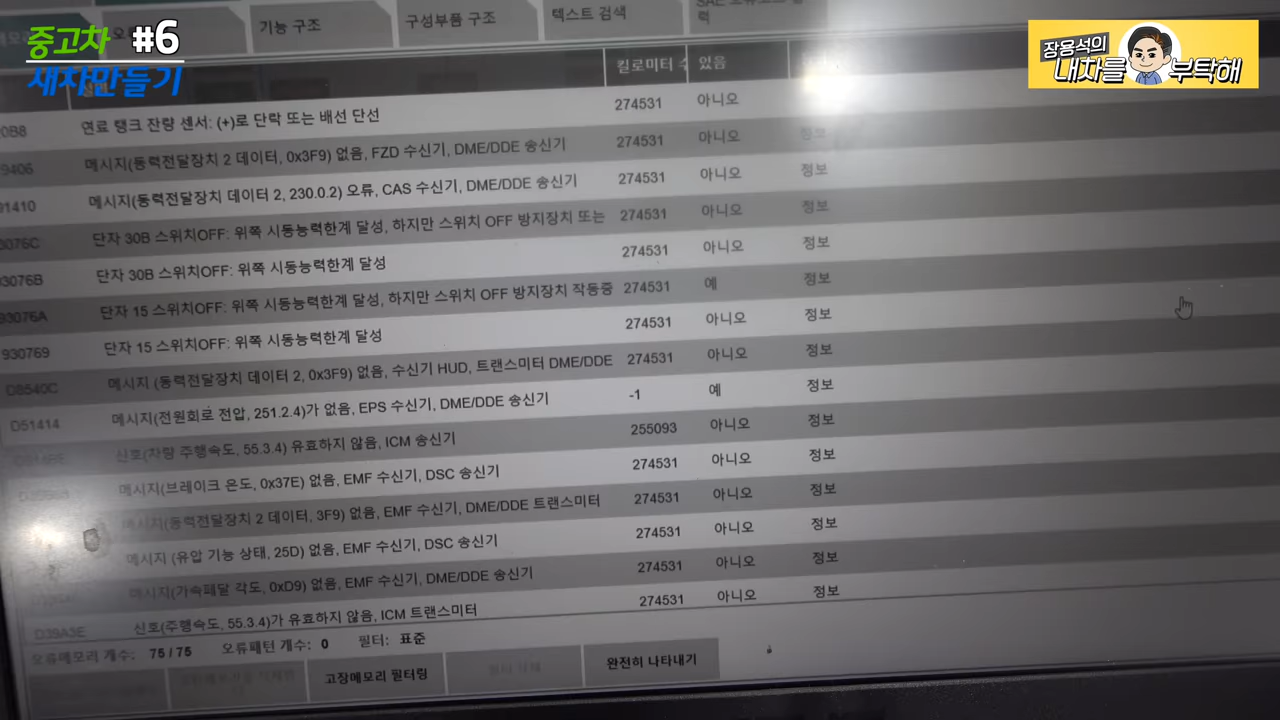 중고차 #6
새차만들기
장용석의
내차를 부탁해
기능 구조
구성부품 구조
텍스트 검색
킬로미터 수
있음
연료 탱크 잔량 센서: (+)로 단락 또는 배선 단선 274531 아니오
9406 메시지(동력전달장치 2 데이터, 0x3F9) 없음, FZD 수신기, DME/DDE 송신기 274531 아니오
91410 메시지(동력전달장치 데이터 2, 230.0.2) 오류, CAS 수신기, DME/DDE 송신기 274531 아니오 정보
3076C 단자 30B 스위치OFF: 위쪽 시동능력한계 달성, 하지만 스위치 OFF 방지장치 또는 274531 아니오 정보
93076B 단자 30B 스위치OFF: 위쪽 시동능력한계 달성 274531 아니오 정보
93076A 단자 15 스위치OFF: 위쪽 시동능력한계 달성, 하지만 스위치 OFF 방지장치 작동중 274531 예 정보
930769 단자 15 스위치OFF: 위쪽 시동능력한계 달성 274531 아니오 정보
D8540C 메시지 (동력전달장치 데이터 2, 0x3F9) 없음, 수신기 HUD, 트랜스미터 DME/DDE 274531 아니오 정보
D51414 메시지(전원회로 전압, 251.2.4)가 없음, EPS 수신기, DME/DDE 송신기 -1 예 정보
신호(차량 주행속도, 55.3.4) 유효하지 않음, ICM 송신기 255093 아니오 정보
메시지(브레이크 온도, 0x37E) 없음, EMF 수신기, DSC 송신기 274531 아니오 정보
메시지(동력전달장치 2 데이터, 3F9) 없음, EMF 수신기, DME/DDE 트랜스미터 274531 아니오 정보
메시지 (유압 기능 상태, 25D) 없음, EMF 수신기, DSC 송신기 274531 아니오 정보
메시지(가속페달 각도, 0xD9) 없음, EMF 수신기, DME/DDE 송신기 274531 아니오 정보
D39A3E 신호(주행속도, 55.3.4)가 유효하지 않음, ICM 트랜스미터 274531 아니오 정보
오류메모리 개수: 75 / 75 오류패턴 개수: 0 필터: 표준
고장메모리 필터링
완전히 나타내기